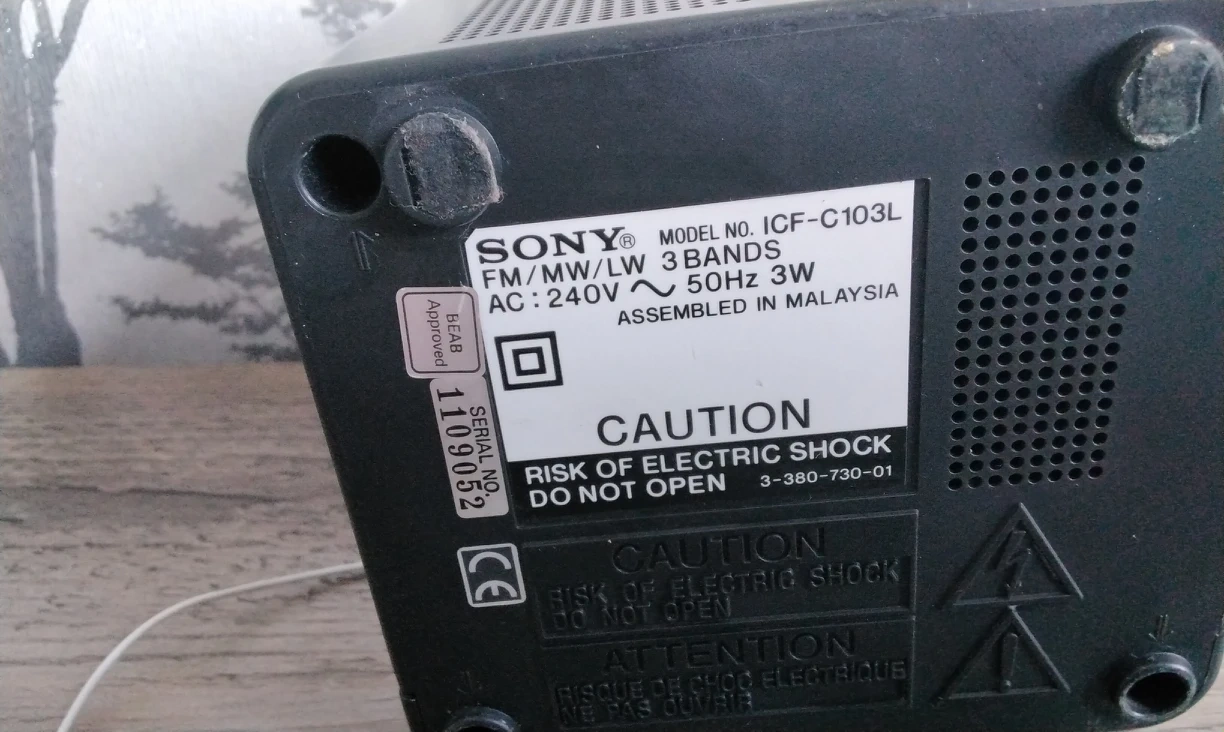 SONY® MODEL NO. ICF-C103L
FM/MW/LW 3 BANDS
AC : 240V ~ 50Hz 3W
ASSEMBLED IN MALAYSIA
CAUTION
RISK OF ELECTRIC SHOCK
DO NOT OPEN 3-380-730-01
BEAB
Approved
SERIAL NO.
1109052
CE
CAUTION
RISK OF ELECTRIC SHOCK
DO NOT OPEN
ATTENTION
RISQUE DE CHOC ELECTRIQUE
NE PAS OUVRIR